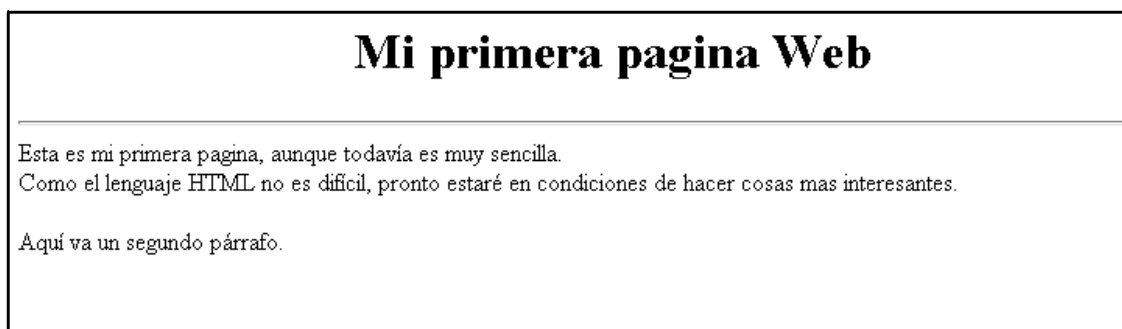 Mi primera pagina Web
Esta es mi primera pagina, aunque todavía es muy sencilla.
Como el lenguaje HTML no es difícil, pronto estaré en condiciones de hacer cosas mas interesantes.
Aquí va un segundo párrafo.